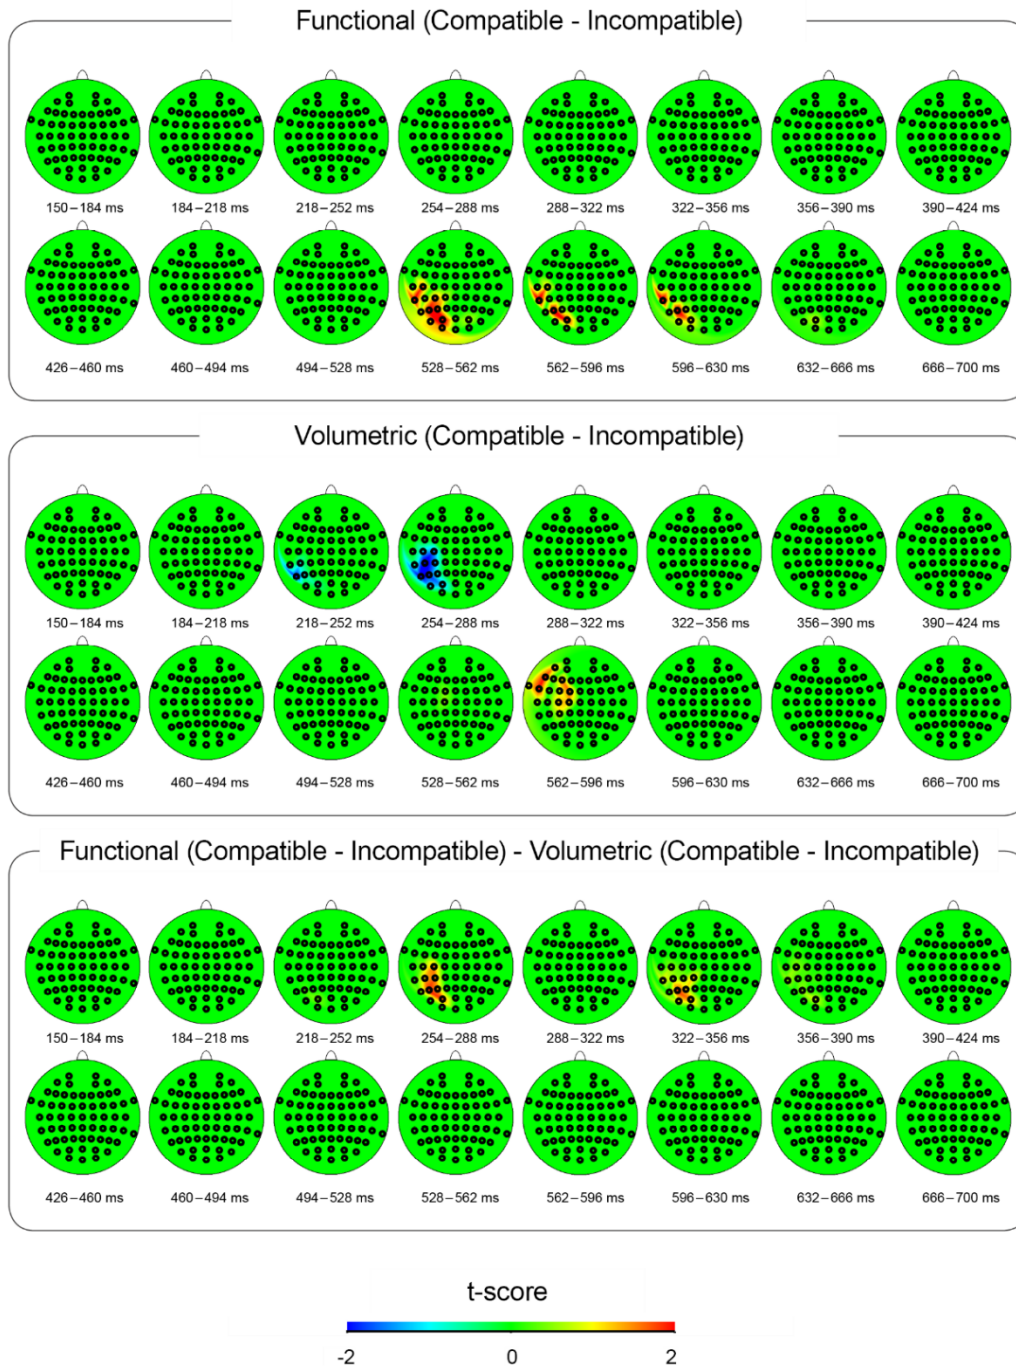 Functional (Compatible - Incompatible)
150–184 ms 184–218 ms 218–252 ms 254–288 ms 288–322 ms 322–356 ms 356–390 ms 390–424 ms
426–460 ms 460–494 ms 494–528 ms 528–562 ms 562–596 ms 596–630 ms 632–666 ms 666–700 ms
Volumetric (Compatible - Incompatible)
150–184 ms 184–218 ms 218–252 ms 254–288 ms 288–322 ms 322–356 ms 356–390 ms 390–424 ms
426–460 ms 460–494 ms 494–528 ms 528–562 ms 562–596 ms 596–630 ms 632–666 ms 666–700 ms
Functional (Compatible - Incompatible) - Volumetric (Compatible - Incompatible)
150–184 ms 184–218 ms 218–252 ms 254–288 ms 288–322 ms 322–356 ms 356–390 ms 390–424 ms
426–460 ms 460–494 ms 494–528 ms 528–562 ms 562–596 ms 596–630 ms 632–666 ms 666–700 ms
t-score
-2 0 2